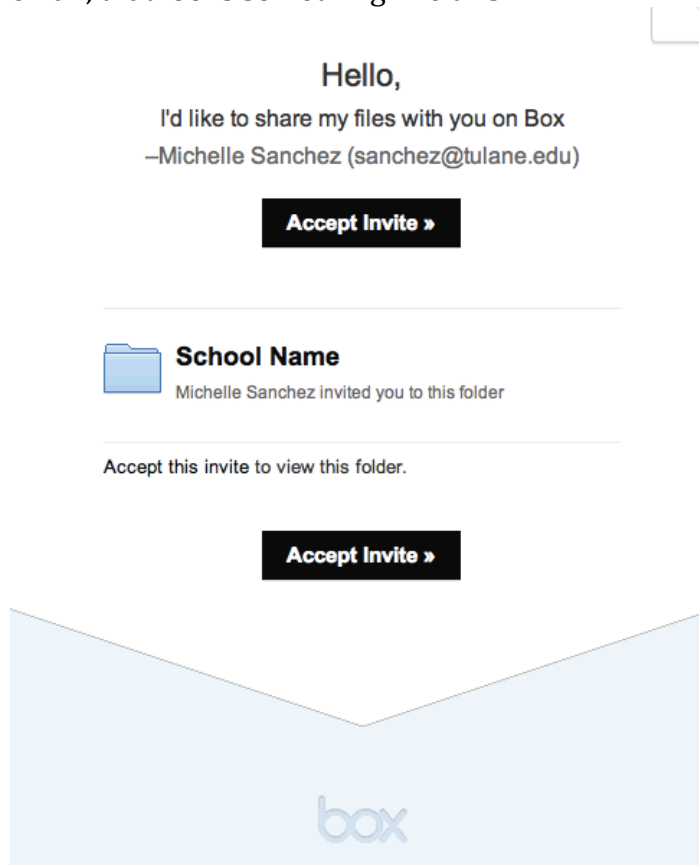 Hello,
I'd like to share my files with you on Box
–Michelle Sanchez (sanchez@tulane.edu)
Accept Invite »
School Name
Michelle Sanchez invited you to this folder
Accept this invite to view this folder.
Accept Invite »
box